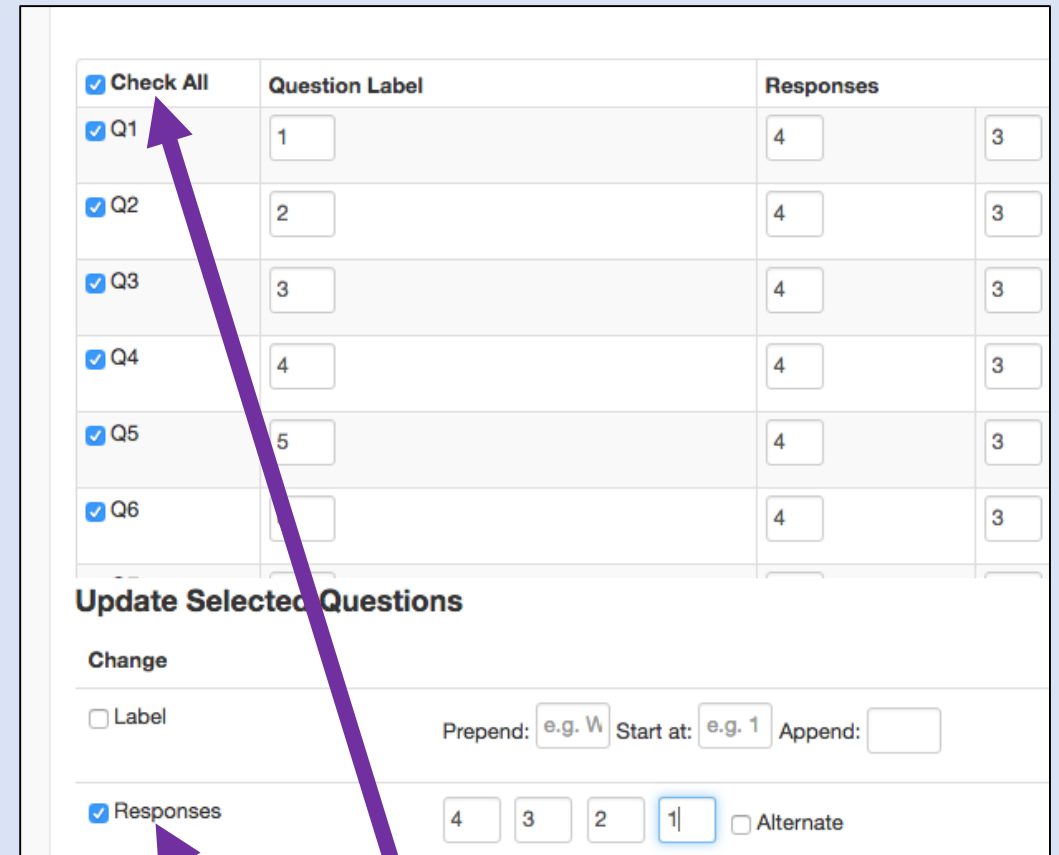 Check All Question Label Responses
Q1 1 4 3
Q2 2 4 3
Q3 3 4 3
Q4 4 4 3
Q5 5 4 3
Q6 4 3
Update Selected Questions
Change
Label Prepend: e.g. W Start at: e.g. 1 Append:
Responses 4 3 2 1 Alternate